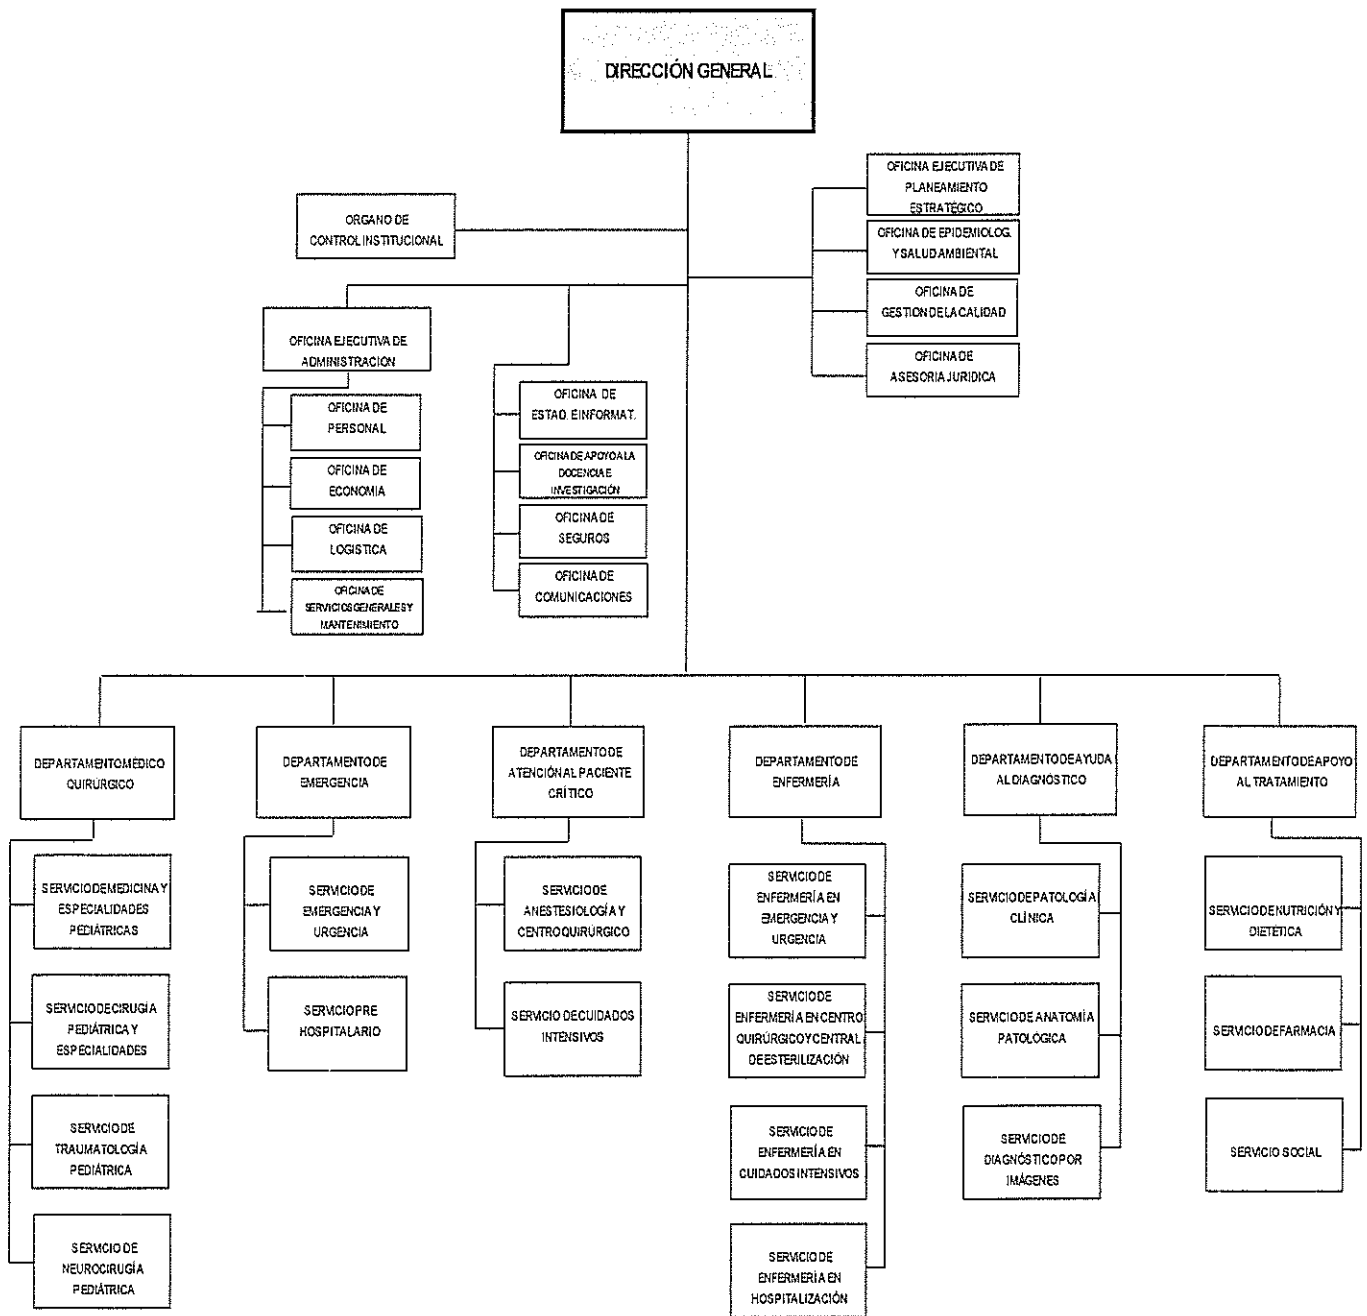 DIRECCIÓN GENERAL
OFICINA EJECUTIVA DE
PLANEAMIENTO
ESTRATÉGICO
ORGANO DE
CONTROL INSTITUCIONAL
OFICINA DE EPIDEMIOLOG.
Y SALUD AMBIENTAL
OFICINA DE
GESTION DE LA CALIDAD
OFICINA DE
ASESORIA JURIDICA
OFICINA EJECUTIVA DE
ADMINISTRACIÓN
OFICINA DE
PERSONAL
OFICINA DE
ECONOMIA
OFICINA DE
LOGISTICA
OFICINA DE
SERVICIOS GENERALES Y
MANTENIMIENTO
OFICINA DE
ESTAD. E INFORMAT.
OFICINA DE APOYO A LA
DOCENCIA E
INVESTIGACIÓN
OFICINA DE
SEGUROS
OFICINA DE
COMUNICACIONES
DEPARTAMENTO MÉDICO
QUIRÚRGICO
SERVICIO DE MEDICINA Y
ESPECIALIDADES
PEDIÁTRICAS
SERVICIO DE CIRUGÍA
PEDIÁTRICA Y
ESPECIALIDADES
SERVICIO DE
TRAUMATOLOGÍA
PEDIÁTRICA
SERVICIO DE
NEUROCIRUGÍA
PEDIÁTRICA
DEPARTAMENTO DE
EMERGENCIA
SERVICIO DE
EMERGENCIA Y
URGENCIA
SERVICIO PRE
HOSPITALARIO
DEPARTAMENTO DE
ATENCIÓN AL PACIENTE
CRÍTICO
SERVICIO DE
ANESTESIOLOGÍA Y
CENTRO QUIRÚRGICO
SERVICIO DE CUIDADOS
INTENSIVOS
DEPARTAMENTO DE
ENFERMERÍA
SERVICIO DE
ENFERMERÍA EN
EMERGENCIA Y
URGENCIA
SERVICIO DE
ENFERMERÍA EN CENTRO
QUIRÚRGICO Y CENTRAL
DE ESTERILIZACIÓN
SERVICIO DE
ENFERMERÍA EN
CUIDADOS INTENSIVOS
SERVICIO DE
ENFERMERÍA EN
HOSPITALIZACIÓN
DEPARTAMENTO DE AYUDA
AL DIAGNÓSTICO
SERVICIO DE PATOLOGÍA
CLÍNICA
SERVICIO DE ANATOMÍA
PATOLÓGICA
SERVICIO DE
DIAGNÓSTICO POR
IMÁGENES
DEPARTAMENTO DE APOYO
AL TRATAMIENTO
SERVICIO DE NUTRICIÓN Y
DIETÉTICA
SERVICIO DE FARMACIA
SERVICIO SOCIAL